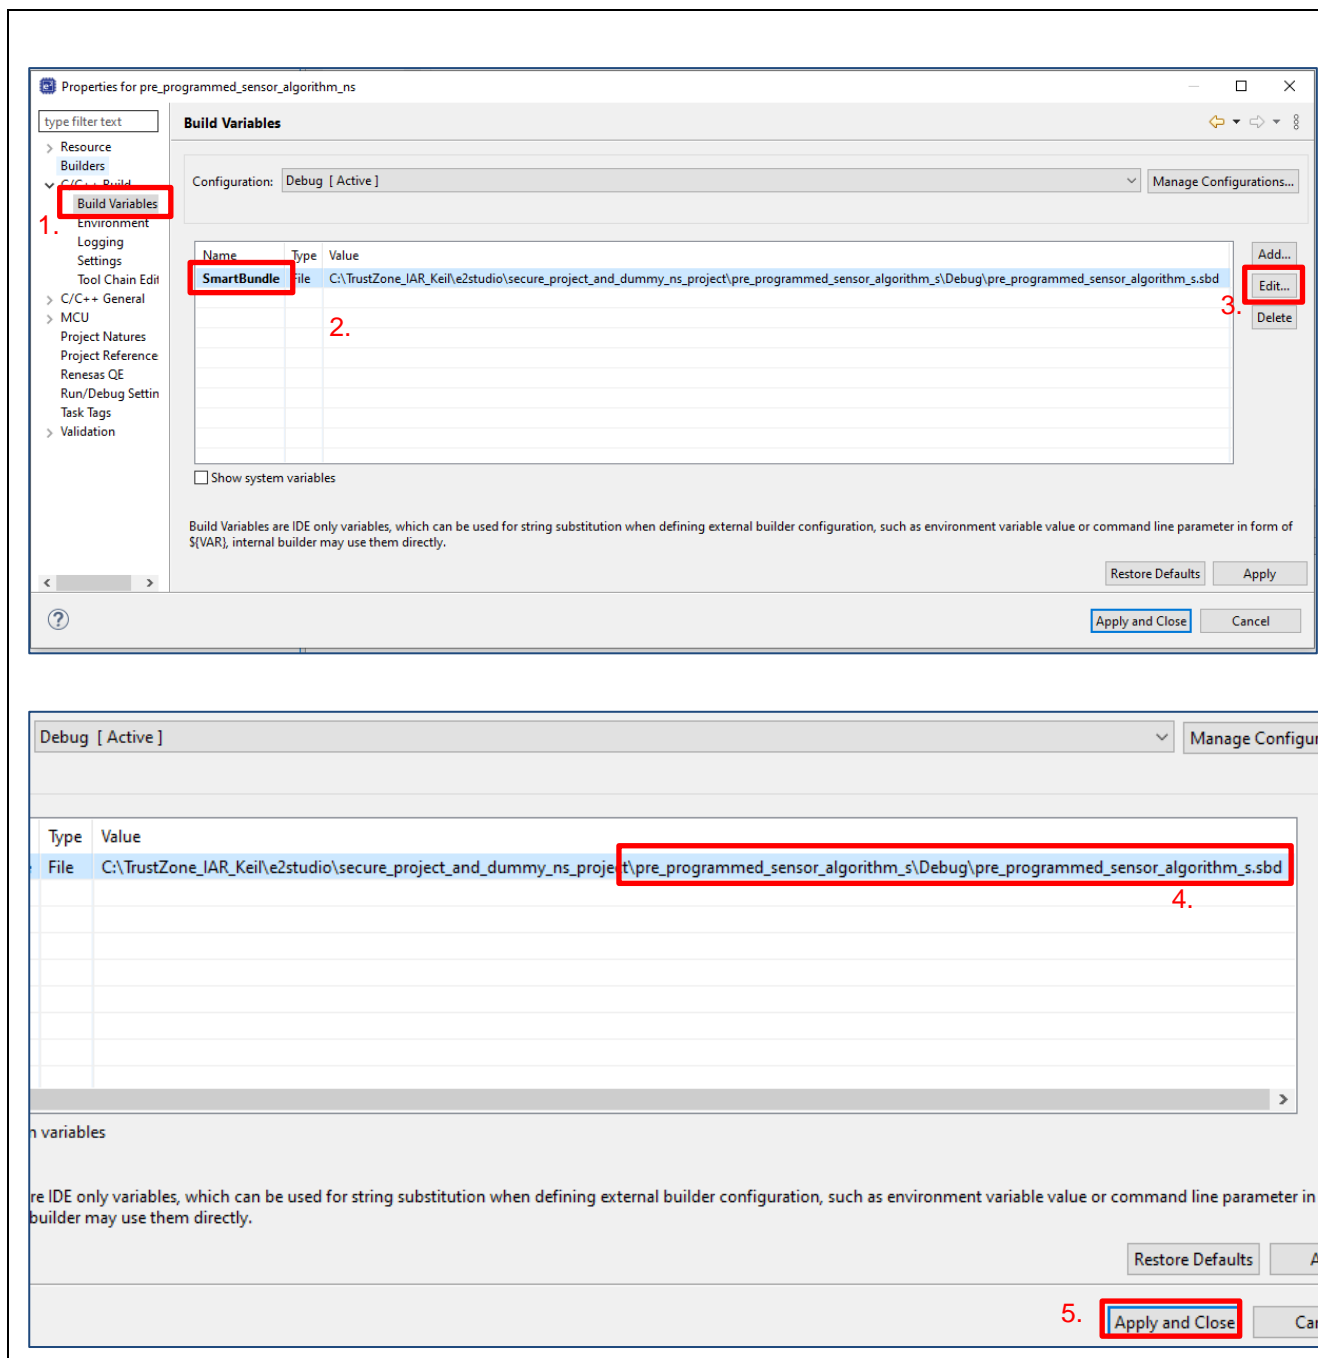 Properties for pre_programmed_sensor_algorithm_ns
type filter text
Build Variables
Resource
Builders
C/C++ Build
Build Variables
1.
Environment
Logging
Settings
Tool Chain Edit
C/C++ General
MCU
Project Natures
Project Reference
Renesas QE
Run/Debug Settin
Task Tags
Validation
Configuration: Debug [ Active ] Manage Configurations...
Name Type Value
SmartBundle File C:\TrustZone_IAR_Keil\e2studio\secure_project_and_dummy_ns_project\pre_programmed_sensor_algorithm_s\Debug\pre_programmed_sensor_algorithm_s.sbd
2.
Add...
Edit...
3.
Delete
Show system variables
Build Variables are IDE only variables, which can be used for string substitution when defining external builder configuration, such as environment variable value or command line parameter in form of
${VAR}, internal builder may use them directly.
Restore Defaults Apply
? Apply and Close Cancel
Debug [ Active ] Manage Configur
Type Value
File C:\TrustZone_IAR_Keil\e2studio\secure_project_and_dummy_ns_project\pre_programmed_sensor_algorithm_s\Debug\pre_programmed_sensor_algorithm_s.sbd
4.
n variables
re IDE only variables, which can be used for string substitution when defining external builder configuration, such as environment variable value or command line parameter in
builder may use them directly.
Restore Defaults A
5. Apply and Close Car